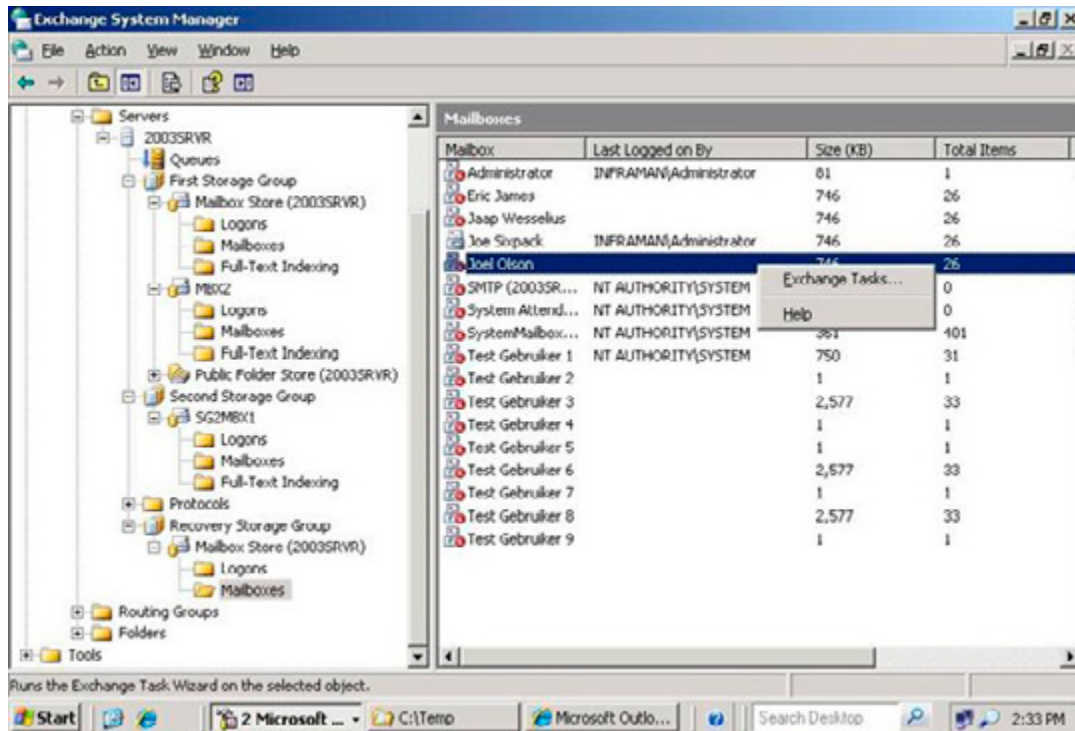 Exchange System Manager
File Action View Window Help
Servers
2003SRVR
Queues
First Storage Group
Mailbox Store (2003SRVR)
Logons
Mailboxes
Full-Text Indexing
MBX2
Logons
Mailboxes
Full-Text Indexing
Public Folder Store (2003SRVR)
Second Storage Group
SG2MBX1
Logons
Mailboxes
Full-Text Indexing
Protocols
Recovery Storage Group
Mailbox Store (2003SRVR)
Logons
Mailboxes
Routing Groups
Folders
Tools
Mailboxes
Mailbox Last Logged on By Size (KB) Total Items
Administrator INFRAMAN\Administrator 81 1
Eric James 746 26
Jaap Wesselius 746 26
Joe Sixpack INFRAMAN\Administrator 746 26
Joel Olson 746 26
SMTP (2003SR... NT AUTHORITY\SYSTEM 0
System Attend... NT AUTHORITY\SYSTEM 0
SystemMailbox... NT AUTHORITY\SYSTEM 361 401
Test Gebruiker 1 NT AUTHORITY\SYSTEM 750 31
Test Gebruiker 2 1 1
Test Gebruiker 3 2,577 33
Test Gebruiker 4 1 1
Test Gebruiker 5 1 1
Test Gebruiker 6 2,577 33
Test Gebruiker 7 1 1
Test Gebruiker 8 2,577 33
Test Gebruiker 9 1 1
Exchange Tasks...
Help
Runs the Exchange Task Wizard on the selected object.
Start 2 Microsoft ... C:\Temp Microsoft Outlo... Search Desktop 2:33 PM